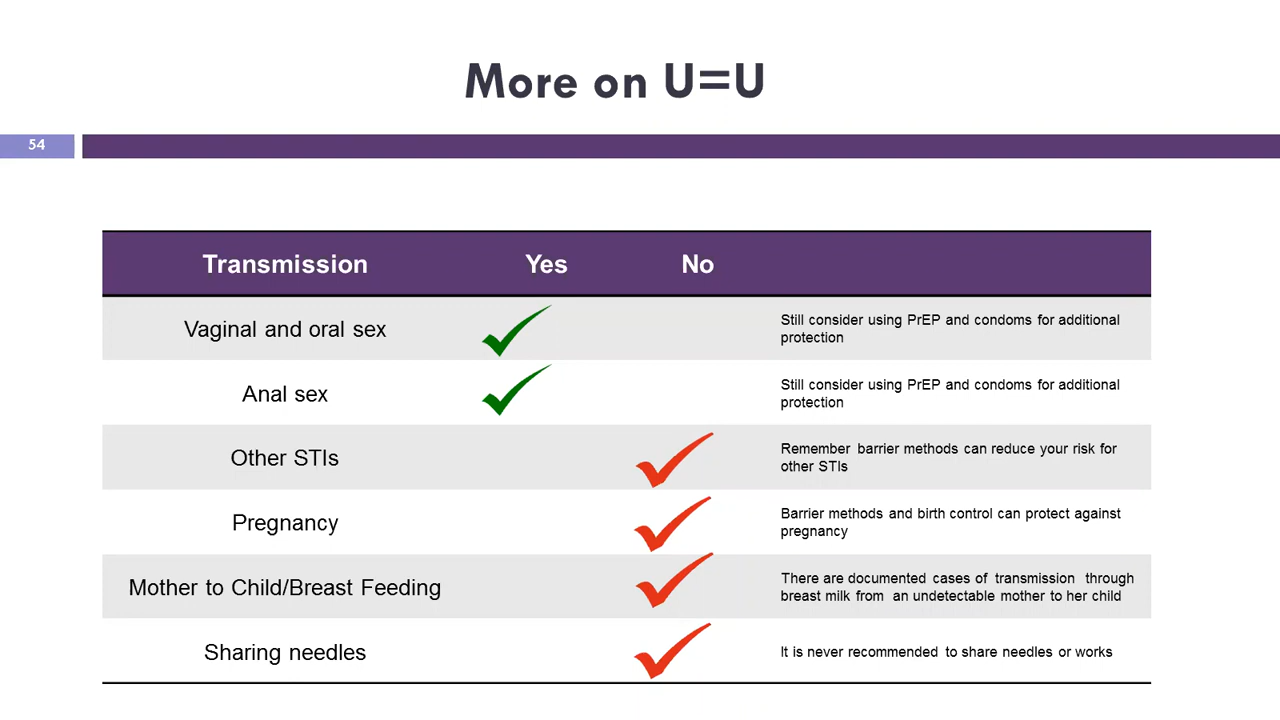 More on U=U
54
Transmission Yes No
Vaginal and oral sex
Still consider using PrEP and condoms for additional
protection
Anal sex
Still consider using PrEP and condoms for additional
protection
Other STIs
Remember barrier methods can reduce your risk for
other STIs
Pregnancy
Barrier methods and birth control can protect against
pregnancy
Mother to Child/Breast Feeding
There are documented cases of transmission through
breast milk from an undetectable mother to her child
Sharing needles
It is never recommended to share needles or works